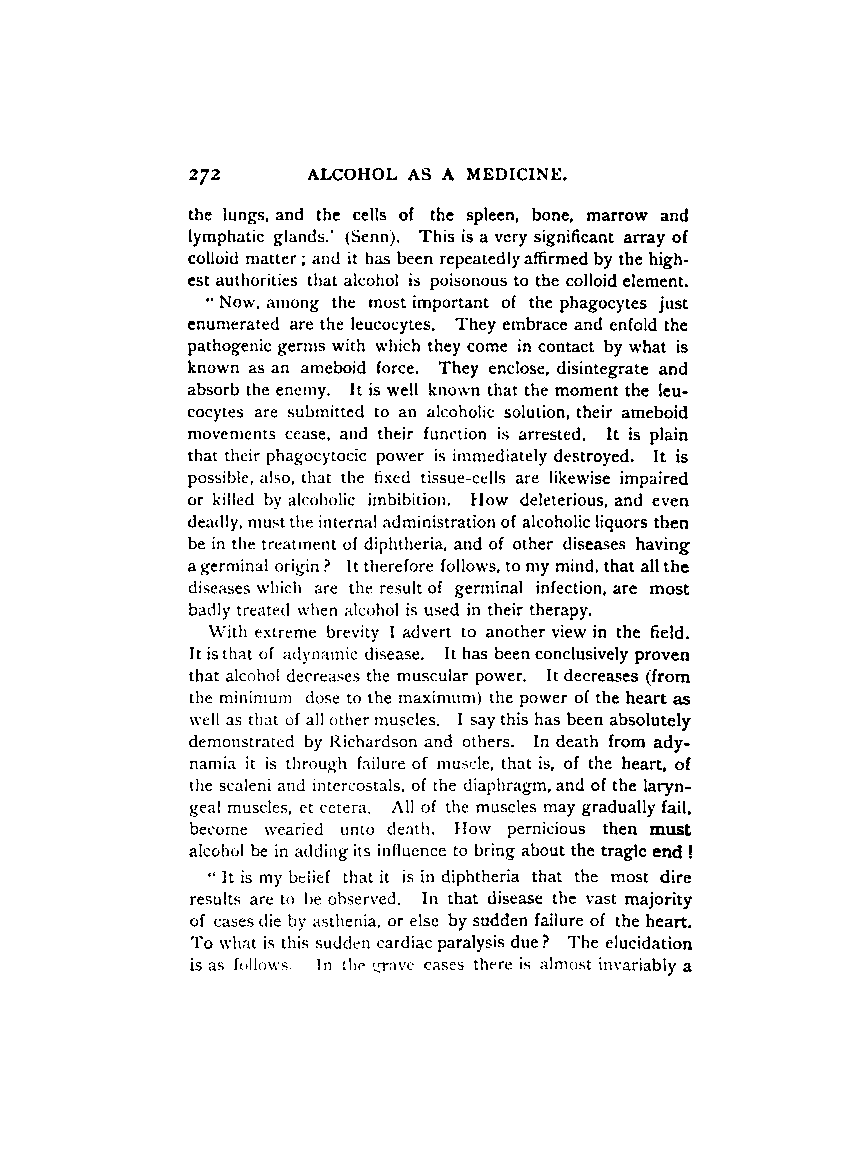 272 ALCOHOL AS A MEDICINE.
the lungs, and the cells of the spleen, bone, marrow and
lymphatic glands.' (Senn). This is a very significant array of
colloid matter; and it has been repeatedly affirmed by the high-
est authorities that alcohol is poisonous to the colloid element.
"Now, among the most important of the phagocytes just
enumerated are the leucocytes. They embrace and enfold the
pathogenic germs with which they come in contact by what is
known as an ameboid force. They enclose, disintegrate and
absorb the enemy. It is well known that the moment the leu-
cocytes are submitted to an alcoholic solution, their ameboid
movements cease, and their function is arrested. It is plain
that their phagocytocic power is immediately destroyed. It is
possible, also, that the fixed tissue-cells are likewise impaired
or killed by alcoholic imbibition. How deleterious, and even
deadly, must the internal administration of alcoholic liquors then
be in the treatment of diphtheria, and of other diseases having
a germinal origin? It therefore follows, to my mind, that all the
diseases which are the result of germinal infection, are most
badly treated when alcohol is used in their therapy.
With extreme brevity I advert to another view in the field.
It is that of adynamic disease. It has been conclusively proven
that alcohol decreases the muscular power. It decreases (from
the minimum dose to the maximum) the power of the heart as
well as that of all other muscles. I say this has been absolutely
demonstrated by Richardson and others. In death from ady-
namia it is through failure of muscle, that is, of the heart, of
the scaleni and intercostals, of the diaphragm, and of the laryn-
geal muscles, et cetera. All of the muscles may gradually fail,
become wearied unto death. How pernicious then must
alcohol be in adding its influence to bring about the tragic end!
"It is my belief that it is in diphtheria that the most dire
results are to be observed. In that disease the vast majority
of cases die by asthenia, or else by sudden failure of the heart.
To what is this sudden cardiac paralysis due? The elucidation
is as follows. In the grave cases there is almost invariably a